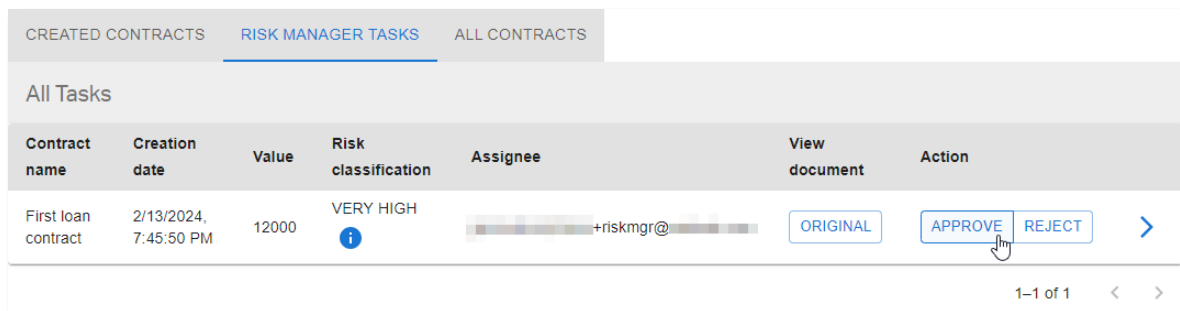 CREATED CONTRACTS RISK MANAGER TASKS ALL CONTRACTS
All Tasks
Contract name Creation date Value Risk classification Assignee View document Action
First loan contract 2/13/2024, 7:45:50 PM 12000 VERY HIGH +riskmgr@ ORIGINAL APPROVE REJECT
1–1 of 1